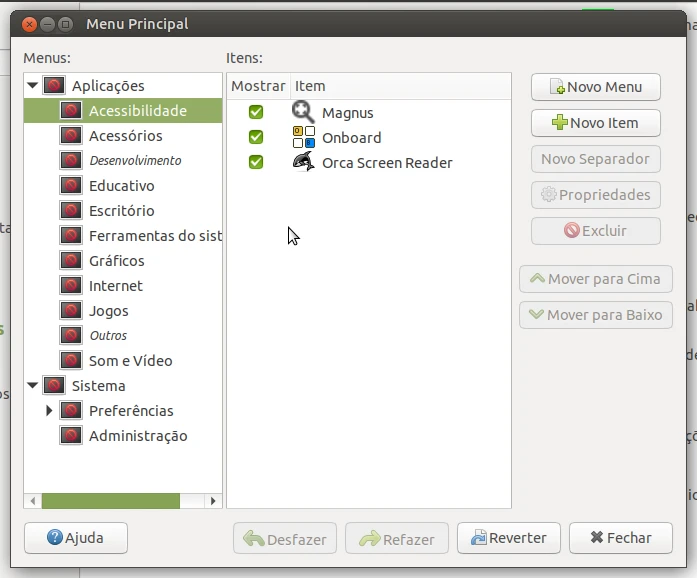 Menu Principal
Menus:
Itens:
Aplicações
Acessibilidade
Acessórios
Desenvolvimento
Educativo
Escritório
Ferramentas do sist
Gráficos
Internet
Jogos
Outros
Som e Vídeo
Sistema
Preferências
Administração
Mostrar Item
Magnus
Onboard
Orca Screen Reader
Novo Menu
Novo Item
Novo Separador
Propriedades
Excluir
Mover para Cima
Mover para Baixo
Ajuda
Desfazer
Refazer
Reverter
Fechar